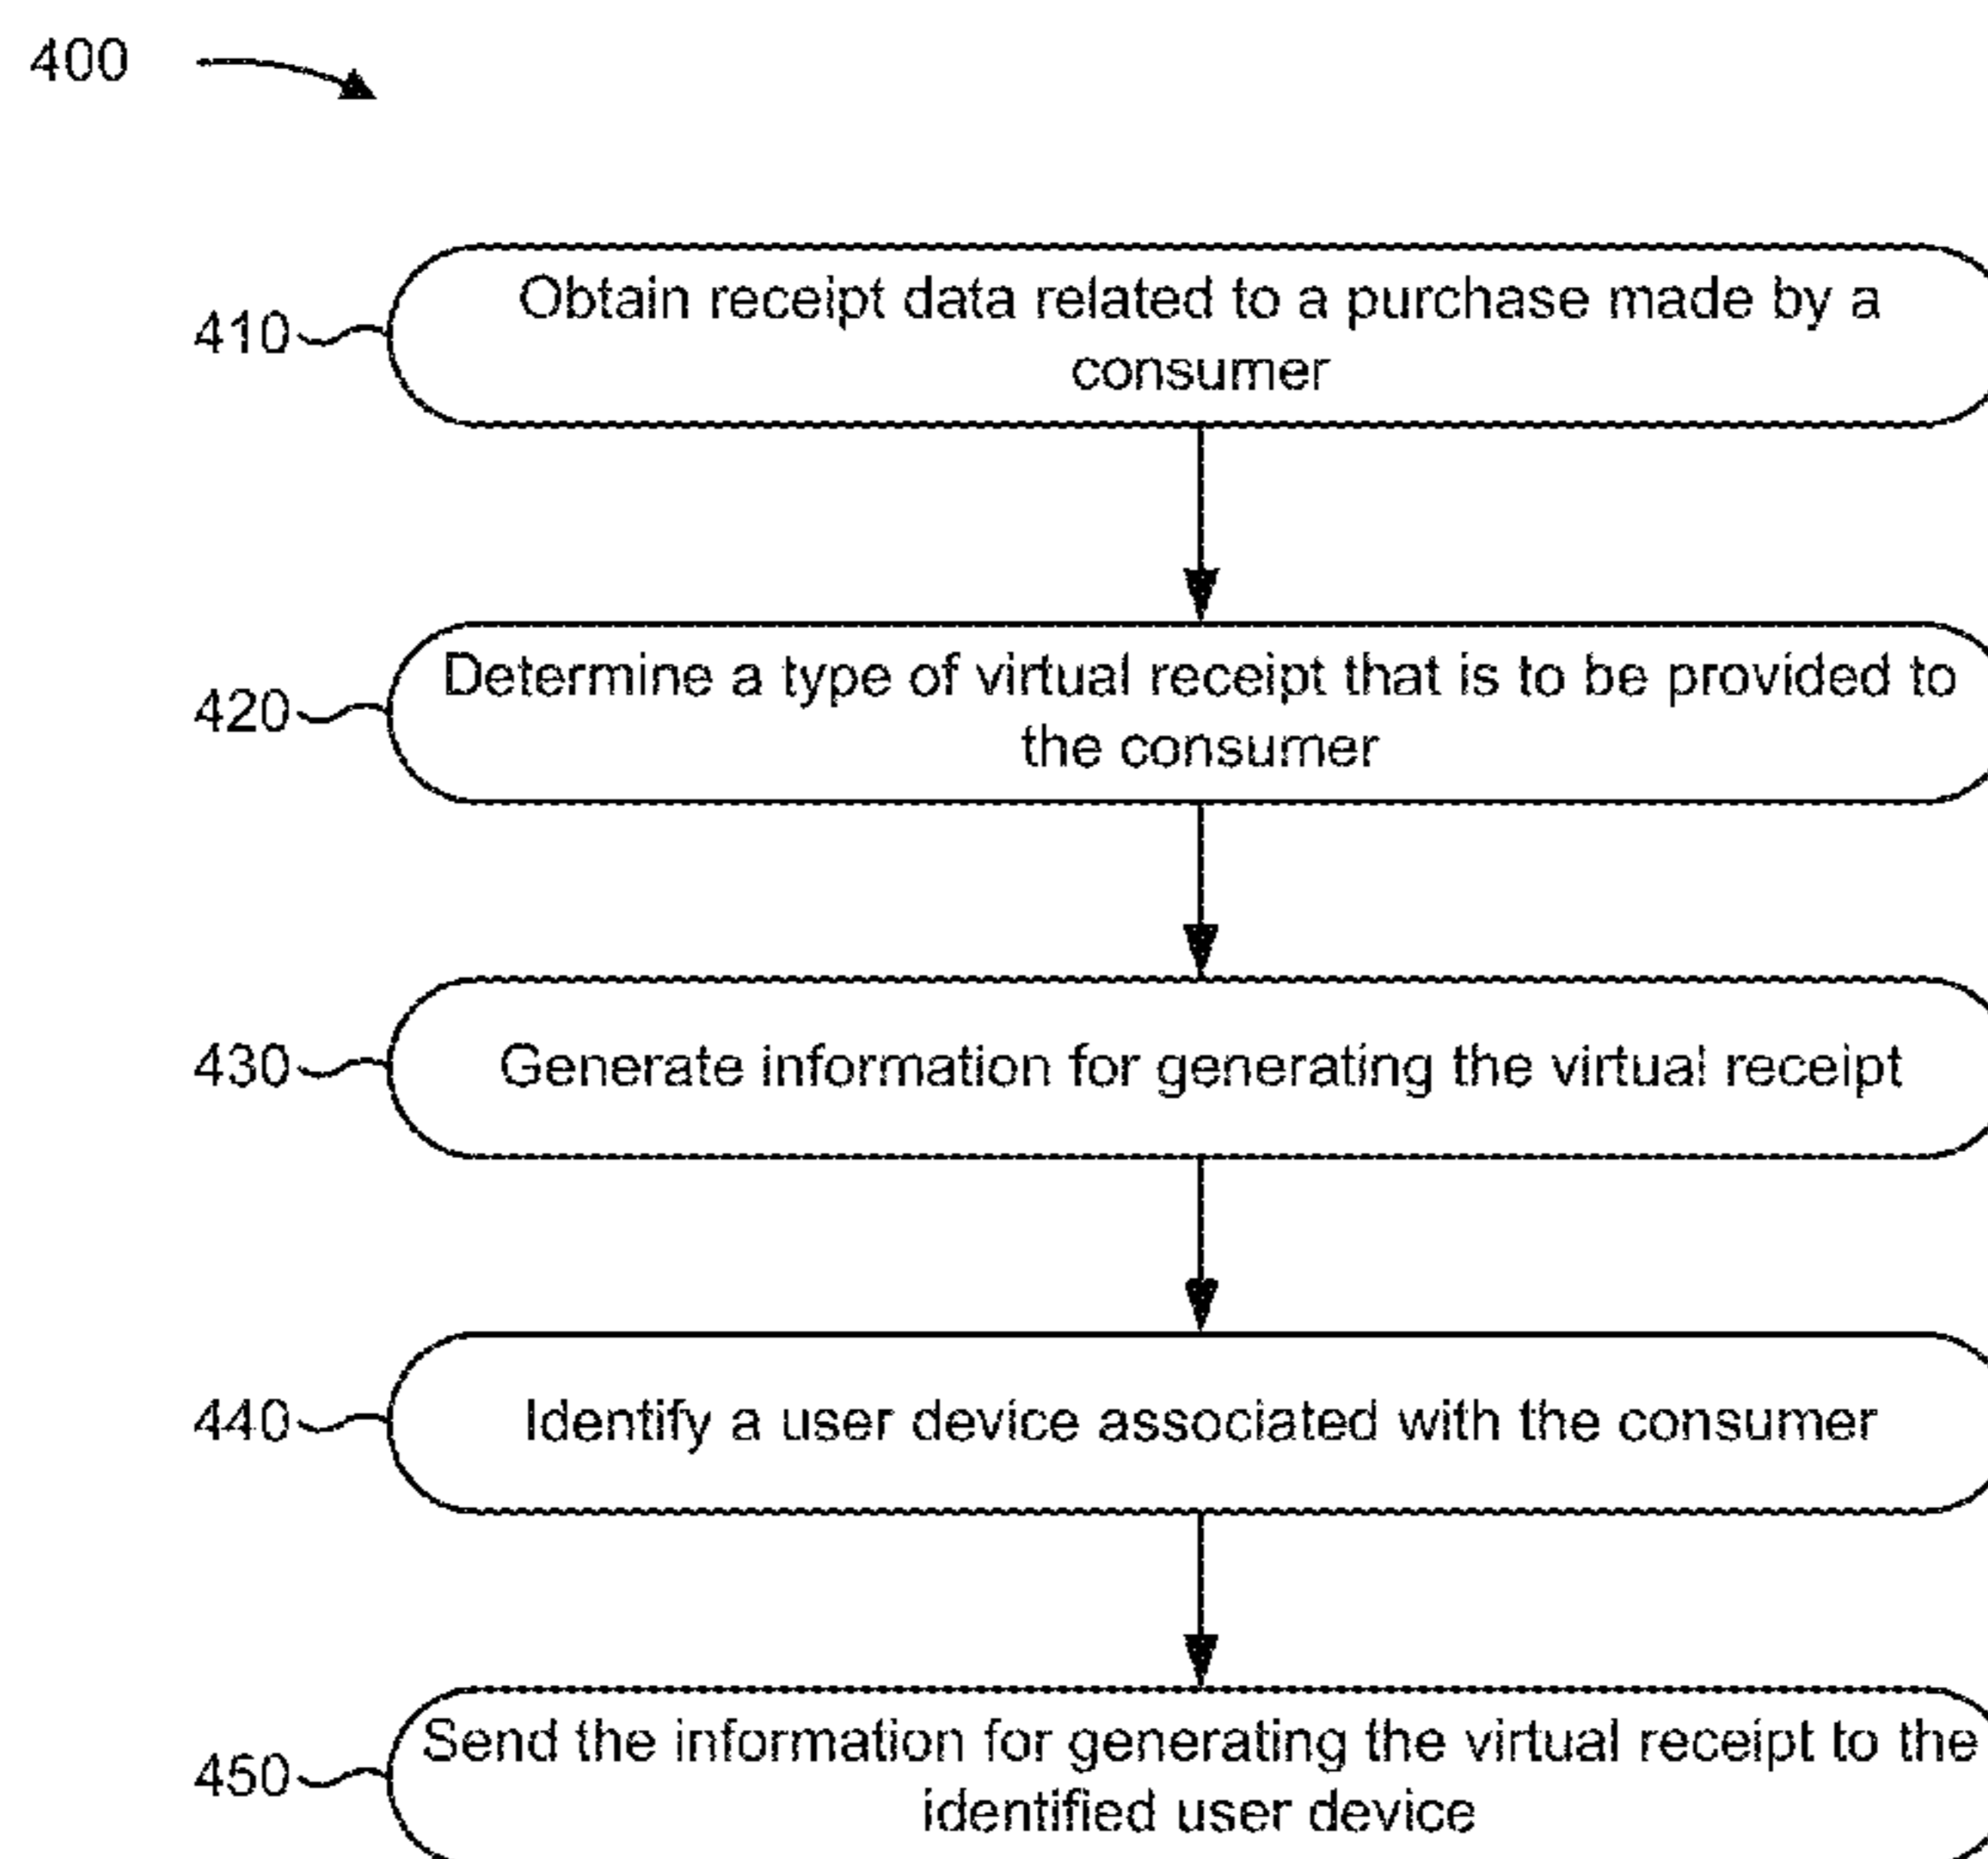 400
410
Obtain receipt data related to a purchase made by a
consumer
420
Determine a type of virtual receipt that is to be provided to
the consumer
430
Generate information for generating the virtual receipt
440
Identify a user device associated with the consumer
450
Send the information for generating the virtual receipt to the
identified user device